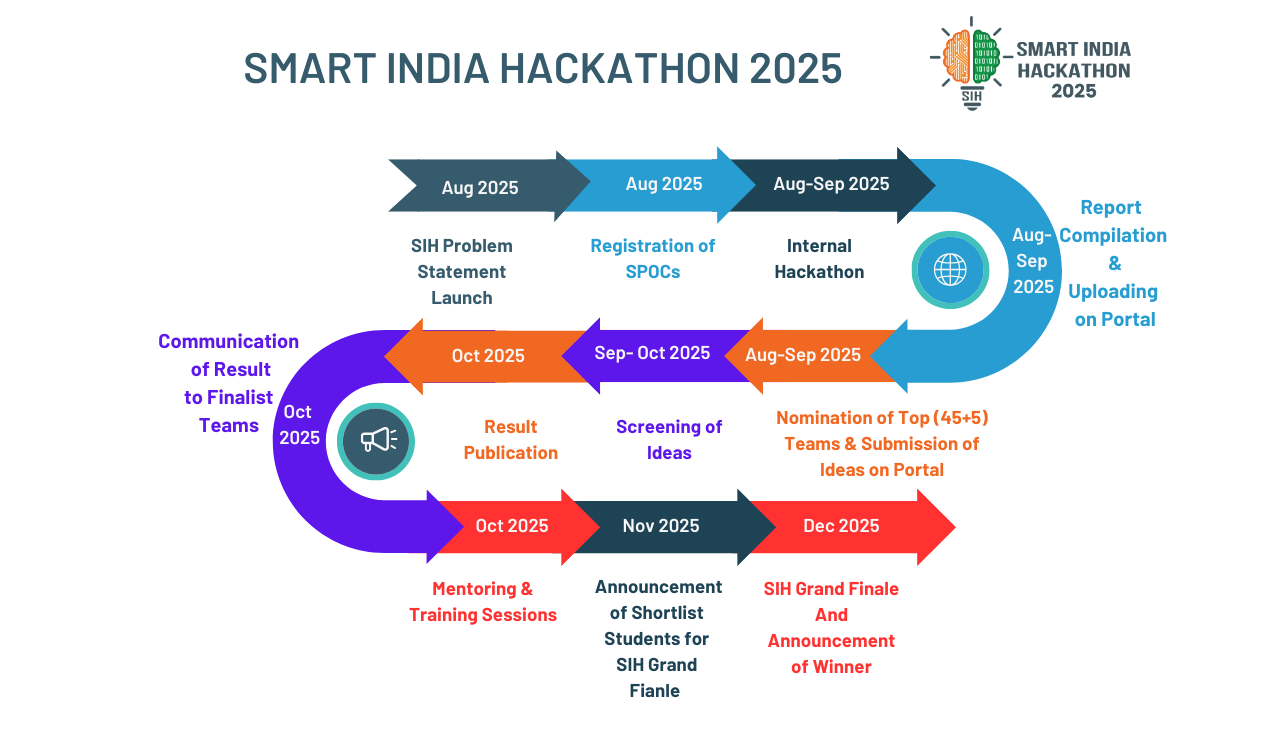 SMART INDIA HACKATHON 2025
SIH
SMART INDIA
HACKATHON
2025
Aug 2025
SIH Problem
Statement
Launch
Aug 2025
Registration of
SPOCs
Aug-Sep 2025
Internal
Hackathon
Aug-
Sep
2025
Report
Compilation
&
Uploading
on Portal
Aug-Sep 2025
Nomination of Top (45+5)
Teams & Submission of
Ideas on Portal
Sep- Oct 2025
Screening of
Ideas
Oct 2025
Result
Publication
Oct
2025
Communication
of Result
to Finalist
Teams
Oct 2025
Mentoring &
Training Sessions
Nov 2025
Announcement
of Shortlist
Students for
SIH Grand
Fianle
Dec 2025
SIH Grand Finale
And
Announcement
of Winner